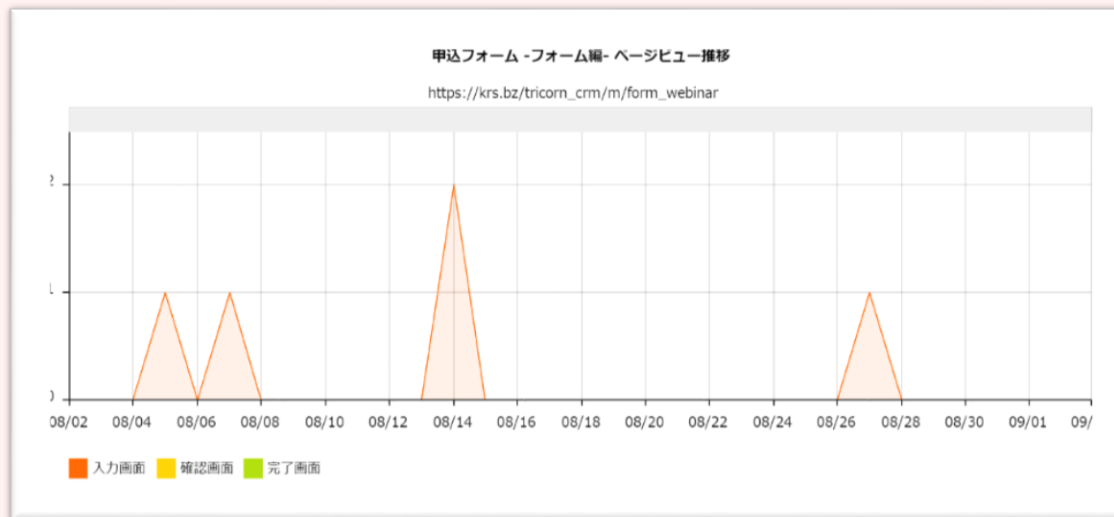 申込フォーム -フォーム編- ページビュー推移
https://krs.bz/tricorn_crm/m/form_webinar
2
1
0
08/02 08/04 08/06 08/08 08/10 08/12 08/14 08/16 08/18 08/20 08/22 08/24 08/26 08/28 08/30 09/01 09/
入力画面 確認画面 完了画面